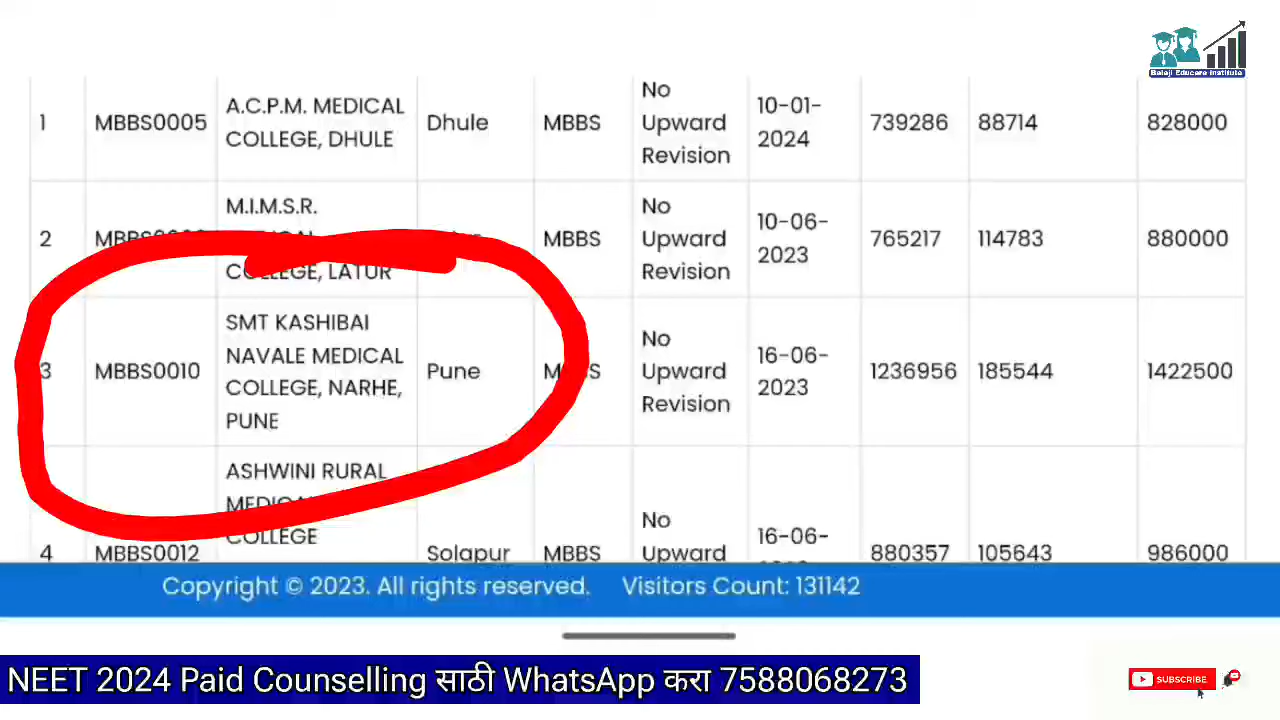 Balaji Educare Institute
1 MBBS0005 A.C.P.M. MEDICAL COLLEGE, DHULE Dhule MBBS No Upward Revision 10-01-2024 739286 88714 828000
2 M.I.M.S.R. COLLEGE, LATUR MBBS No Upward Revision 10-06-2023 765217 114783 880000
3 MBBS0010 SMT KASHIBAI NAVALE MEDICAL COLLEGE, NARHE, PUNE Pune MBBS No Upward Revision 16-06-2023 1236956 185544 1422500
4 MBBS0012 ASHWINI RURAL COLLEGE Solapur MBBS No Upward 16-06- 880357 105643 986000
Copyright © 2023. All rights reserved. Visitors Count: 131142
NEET 2024 Paid Counselling साठी WhatsApp करा 7588068273
SUBSCRIBE